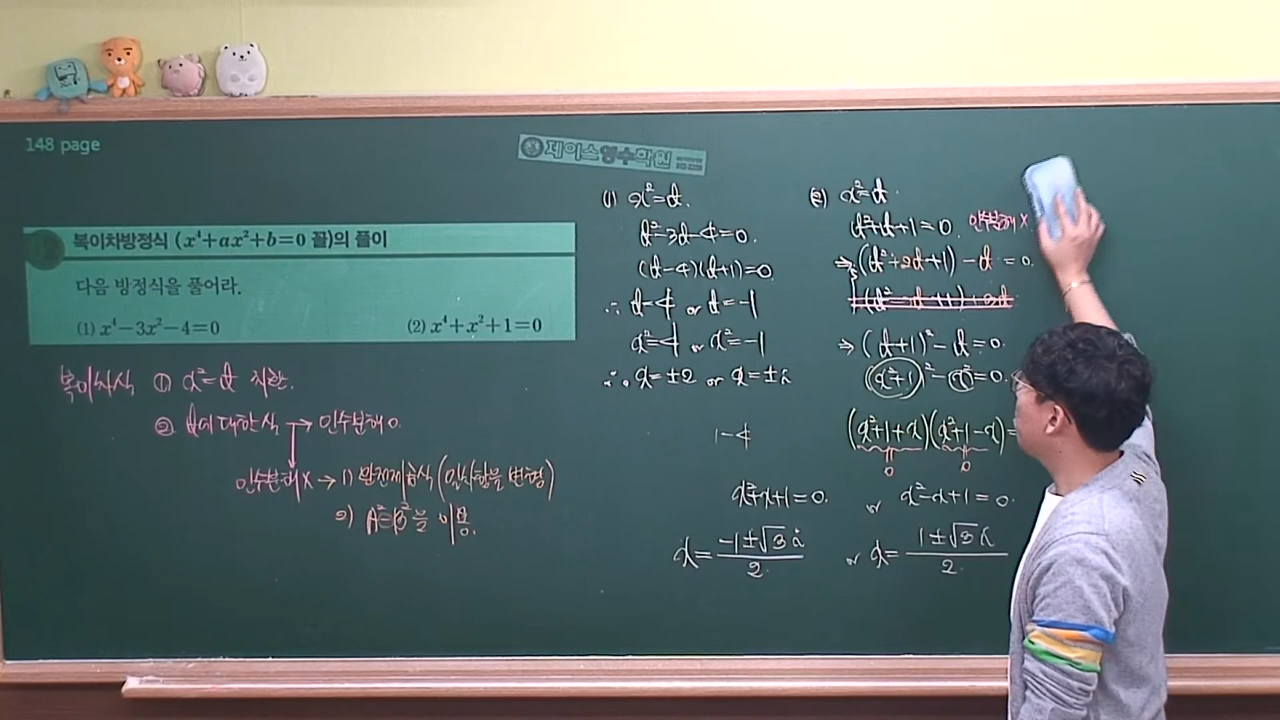 148 page
제이스영수학원
복이차방정식 (x⁴+ax²+b=0 꼴)의 풀이
다음 방정식을 풀어라.
(1) x⁴−3x²−4=0
(2) x⁴+x²+1=0
복이차식 ① x²=t 치환.
② t에 대한 식 → 인수분해 o.
인수분해 X → 1) 완전제곱식 (일차항을 변형)
2) A²−B²을 이용.
(1) x²=t.
t²−3t−4=0.
(t−4)(t+1)=0
∴ t=4 or t=−1
x²=4 or x²=−1
∴ x=±2 or x=±i
1−4
(2) x²=t.
t²+t+1=0. 인수분해 X
⇒ (t²+2t+1)−t=0.
⇒ (t+1)²−t=0.
(x²+1)²−x²=0.
(x²+1+x)(x²+1−x)=
0 0
x²+x+1=0. or x²−x+1=0.
x=(−1±√3 i)/2. or x=(1±√3 i)/2.